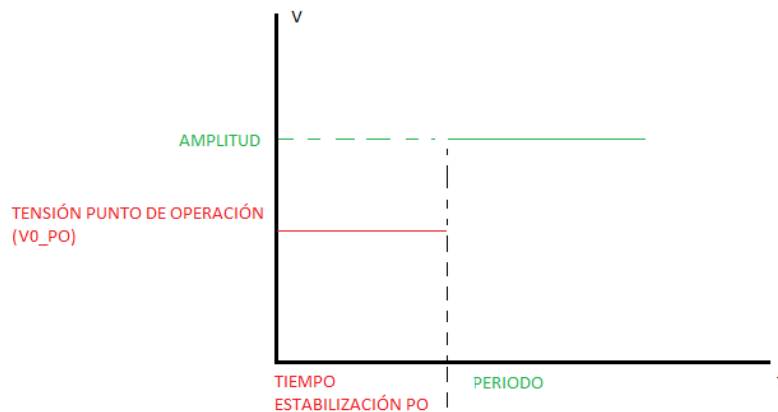 V
AMPLITUD
TENSIÓN PUNTO DE OPERACIÓN
(V0_PO)
TIEMPO
ESTABILIZACIÓN PO
PERIODO